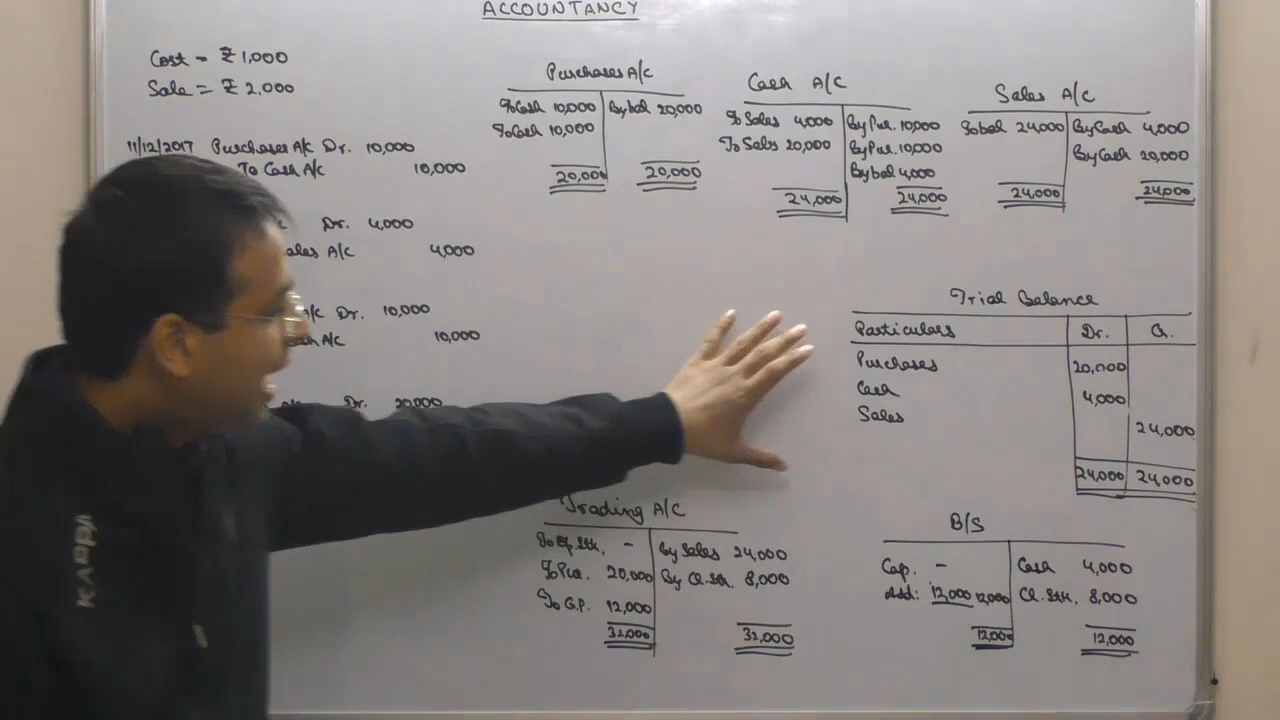 ACCOUNTANCY
Cost = ₹ 1,000
Sale = ₹ 2,000
11/12/2017 Purchases A/c Dr. 10,000
To Cash A/c 10,000
Dr. 4,000
ales A/c 4,000
A/c Dr. 10,000
ash A/c 10,000
Dr. 20,000
Purchases A/c
To Cash 10,000 By bal 20,000
To Cash 10,000
20,000 20,000
Cash A/C
To Sales 4,000 By Pur. 10,000
To Sales 20,000 By Pur. 10,000
By bal 4,000
24,000 24,000
Sales A/C
To bal 24,000 By Cash 4,000
By Cash 20,000
24,000 24,000
Trial Balance
Particulars Dr. Cr.
Purchases 20,000
Cash 4,000
Sales 24,000
24,000 24,000
Trading A/C
To Op. Stk. - By Sales 24,000
To Pur. 20,000 By Cl. Stk. 8,000
To G.P. 12,000
32,000 32,000
B/S
Cap. - Cash 4,000
Add: 12,000 12,000 Cl. Stk. 8,000
12,000 12,000
KAPPA